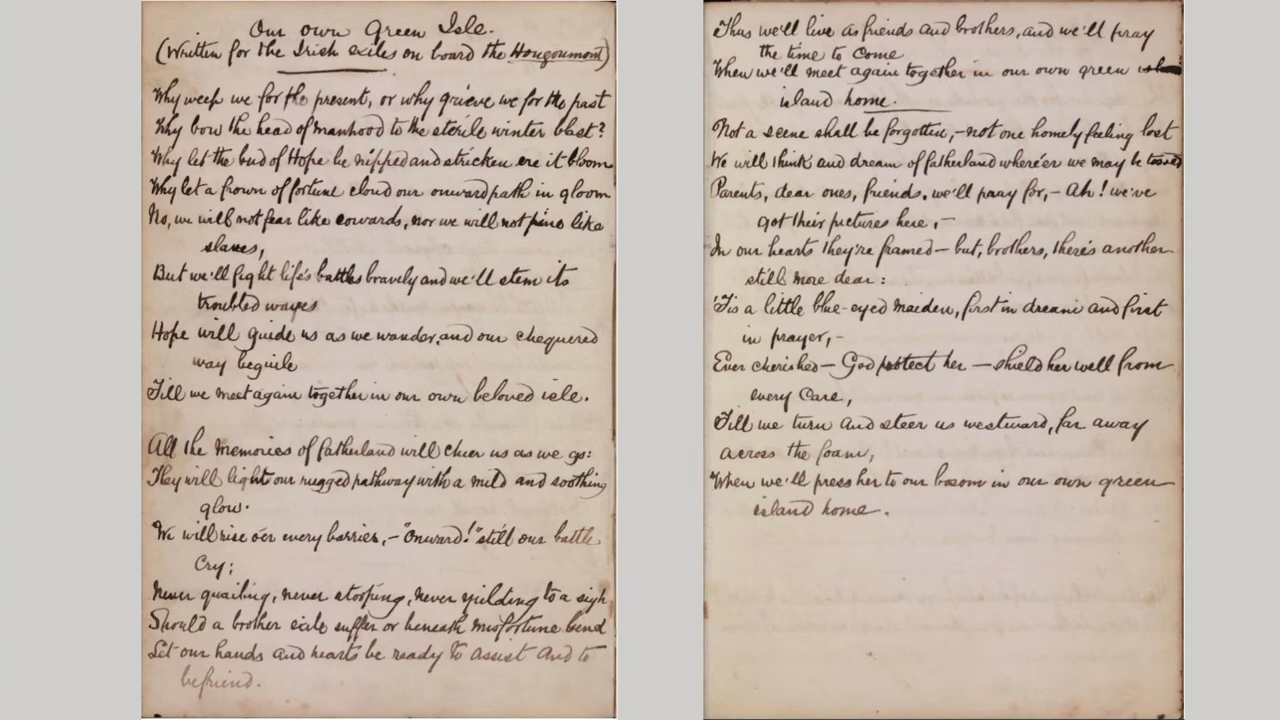 Our own Green Isle.
(Written for the Irish exiles on board the Hougoumont)
Why weep we for the present, or why grieve we for the past
Why bow the head of manhood to the sterile winter blast?
Why let the bud of Hope be nipped and stricken ere it bloom
Why let a frown of fortune cloud our onward path in gloom
No, we will not fear like cowards, nor we will not pine like
slaves,
But we'll fight life's battles bravely and we'll stem its
troubled waves
Hope will guide us as we wander, and our chequered
way beguile
Till we meet again together in our own beloved isle.
All the Memories of fatherland will cheer us as we go:
They will light our rugged pathway with a mild and soothing
glow.
We will rise o'er every barrier, - "Onward!" still our battle
Cry;
Never quailing, never stooping, never yielding to a sigh
Should a brother exile suffer or beneath misfortune bend
Let our hands and hearts be ready to assist and to
befriend.
Thus we'll live as friends and brothers, and we'll pray
the time to come
When we'll meet again together in our own green
island home.
Not a scene shall be forgotten, - not one homely feeling lost
We will think and dream of fatherland where'er we may be tossed
Parents, dear ones, friends, we'll pray for, - Ah! we've
got their pictures here, -
In our hearts they're framed - but, brothers, there's another
still more dear:
'Tis a little blue-eyed maiden, first in dream and first
in prayer, -
Ever cherished - God protect her - shield her well from
every care,
Till we turn and steer us westward, far away
across the foam,
When we'll press her to our bosom in our own green
island home.